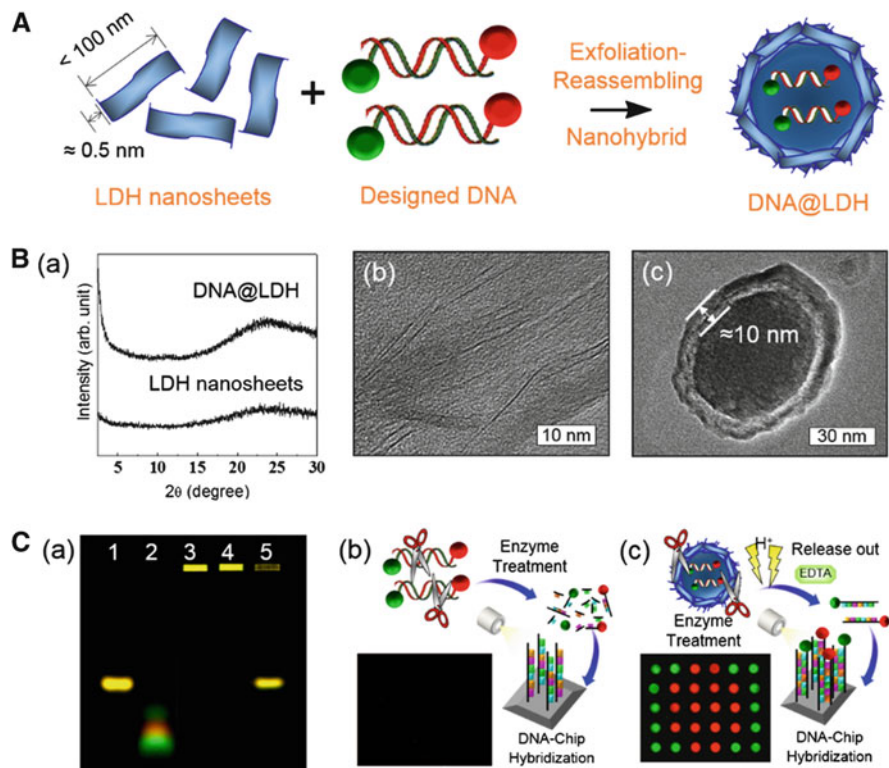 A
< 100 nm
≈ 0.5 nm
LDH nanosheets
+
Designed DNA
Exfoliation-
Reassembling
Nanohybrid
DNA@LDH
B (a)
DNA@LDH
LDH nanosheets
Intensity (arb. unit)
5 10 15 20 25 30
2θ (degree)
(b)
10 nm
(c)
≈10 nm
30 nm
C (a)
1 2 3 4 5
(b)
Enzyme
Treatment
DNA-Chip
Hybridization
(c)
H+
Release out
EDTA
Enzyme
Treatment
DNA-Chip
Hybridization